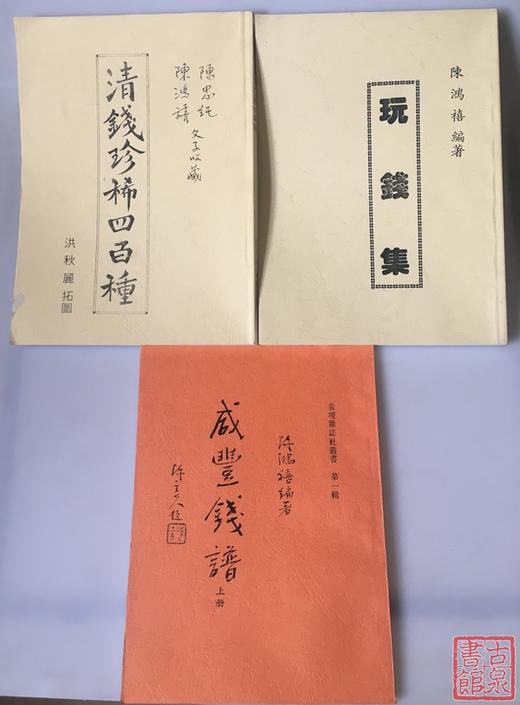 清錢珍稀四百種
陳忠純
陳鴻禧
父子收藏
洪秋麗拓圖
陳鴻禧編著
玩錢集
泉壇雜誌社叢書 第一輯
陳鴻禧編著
咸豐錢譜
上册
古泉
書館